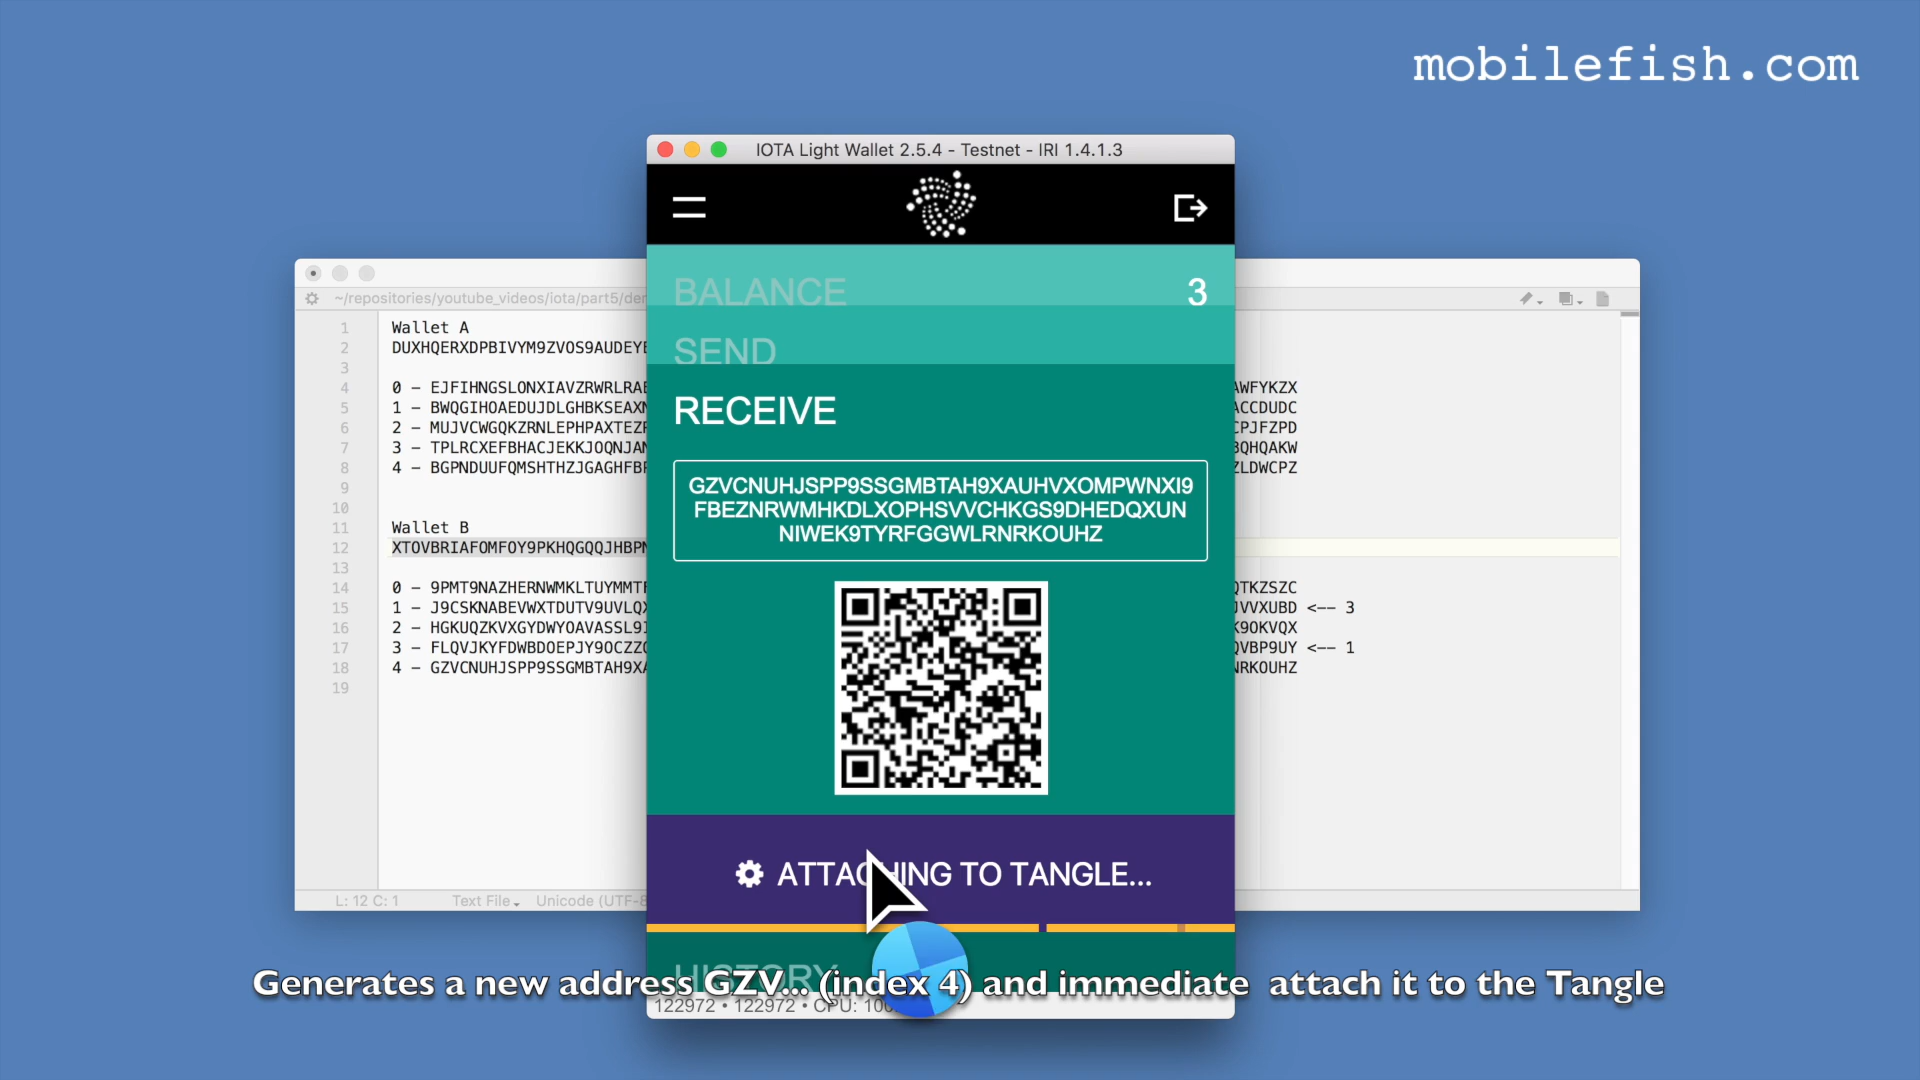 mobilefish.com
IOTA Light Wallet 2.5.4 - Testnet - IRI 1.4.1.3
BALANCE 3
SEND
RECEIVE
GZVCNUHJSPP9SSGMBTAH9XAUHVXOMPWNXI9
FBEZNRWMHKDLXOPHSVVCHKGS9DHEDQXUN
NIWEK9TYRFGGWLRNRKOUHZ
ATTACHING TO TANGLE...
HISTORY
122972 • 122972 • CPU:
~/repositories/youtube_videos/iota/part5/
1 Wallet A
2 DUXHQERXDPBIVYM9ZVOS9AUDEY
3
4 0 – EJFIHNGSLONXIAVZRWRLRA AWFYKZX
5 1 – BWQGIHOAEDUJDLGHBKSEAX ACCDUDC
6 2 – MUJVCWGQKZRNLEPHPAXTEZ CPJFZPD
7 3 – TPLRCXEFBHACJEKKJOQNJA BQHQAKW
8 4 – BGPNDUUFQMSHTHZJGAGHFB ZLDWCPZ
9
10
11 Wallet B
12 XTOVBRIAFOMFOY9PKHQGQQJHBP
13
14 0 – 9PMT9NAZHERNWMKLTUYMMT QTKZSZC
15 1 – J9CSKNABEVWXTDUTV9UVLQ JVVXUBD <-- 3
16 2 – HGKUQZKVXGYDWYOAVASSL9 K9OKVQX
17 3 – FLQVJKYFDWBDOEPJY9OCZZ QVBP9UY <-- 1
18 4 – GZVCNUHJSPP9SSGMBTAH9X NRKOUHZ
19
L: 12 C: 1 Text File Unicode (UTF-8
Generates a new address GZV... (index 4) and immediate attach it to the Tangle